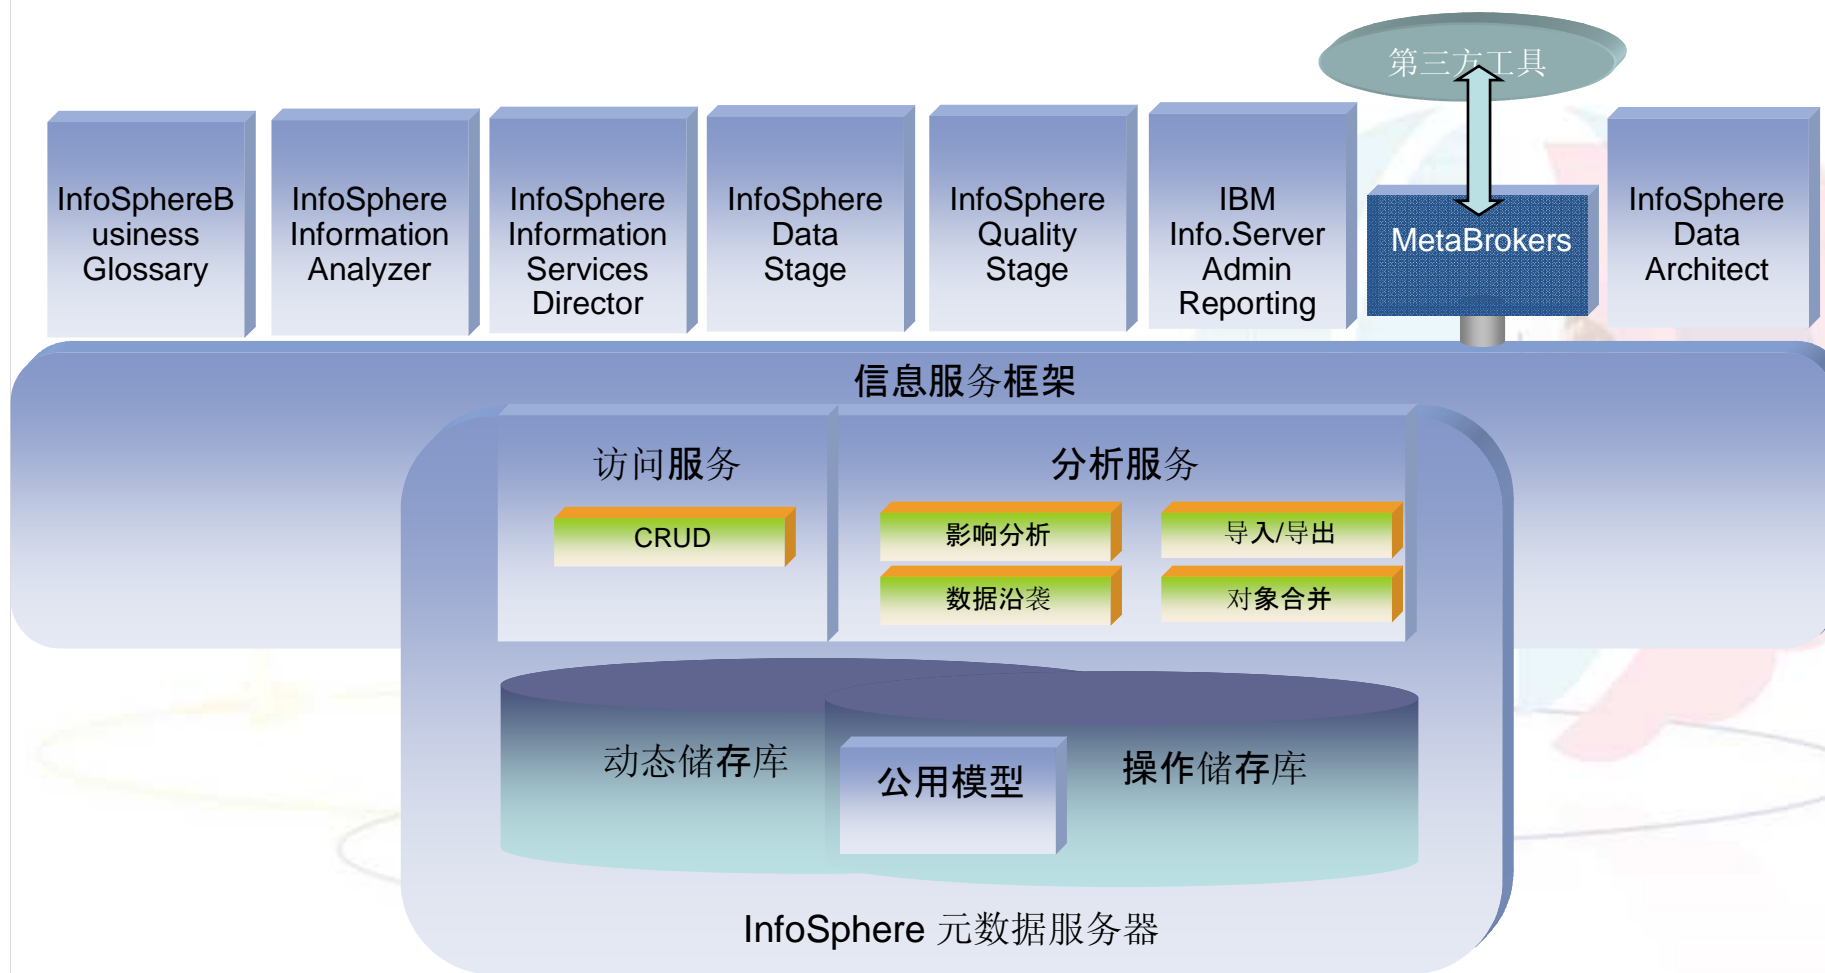 第三方工具
InfoSphereB
usiness
Glossary
InfoSphere
Information
Analyzer
InfoSphere
Information
Services
Director
InfoSphere
Data
Stage
InfoSphere
Quality
Stage
IBM
Info.Server
Admin
Reporting
MetaBrokers
InfoSphere
Data
Architect
信息服务框架
访问服务
分析服务
CRUD
影响分析
导入/导出
数据沿袭
对象合并
动态储存库
公用模型
操作储存库
InfoSphere 元数据服务器